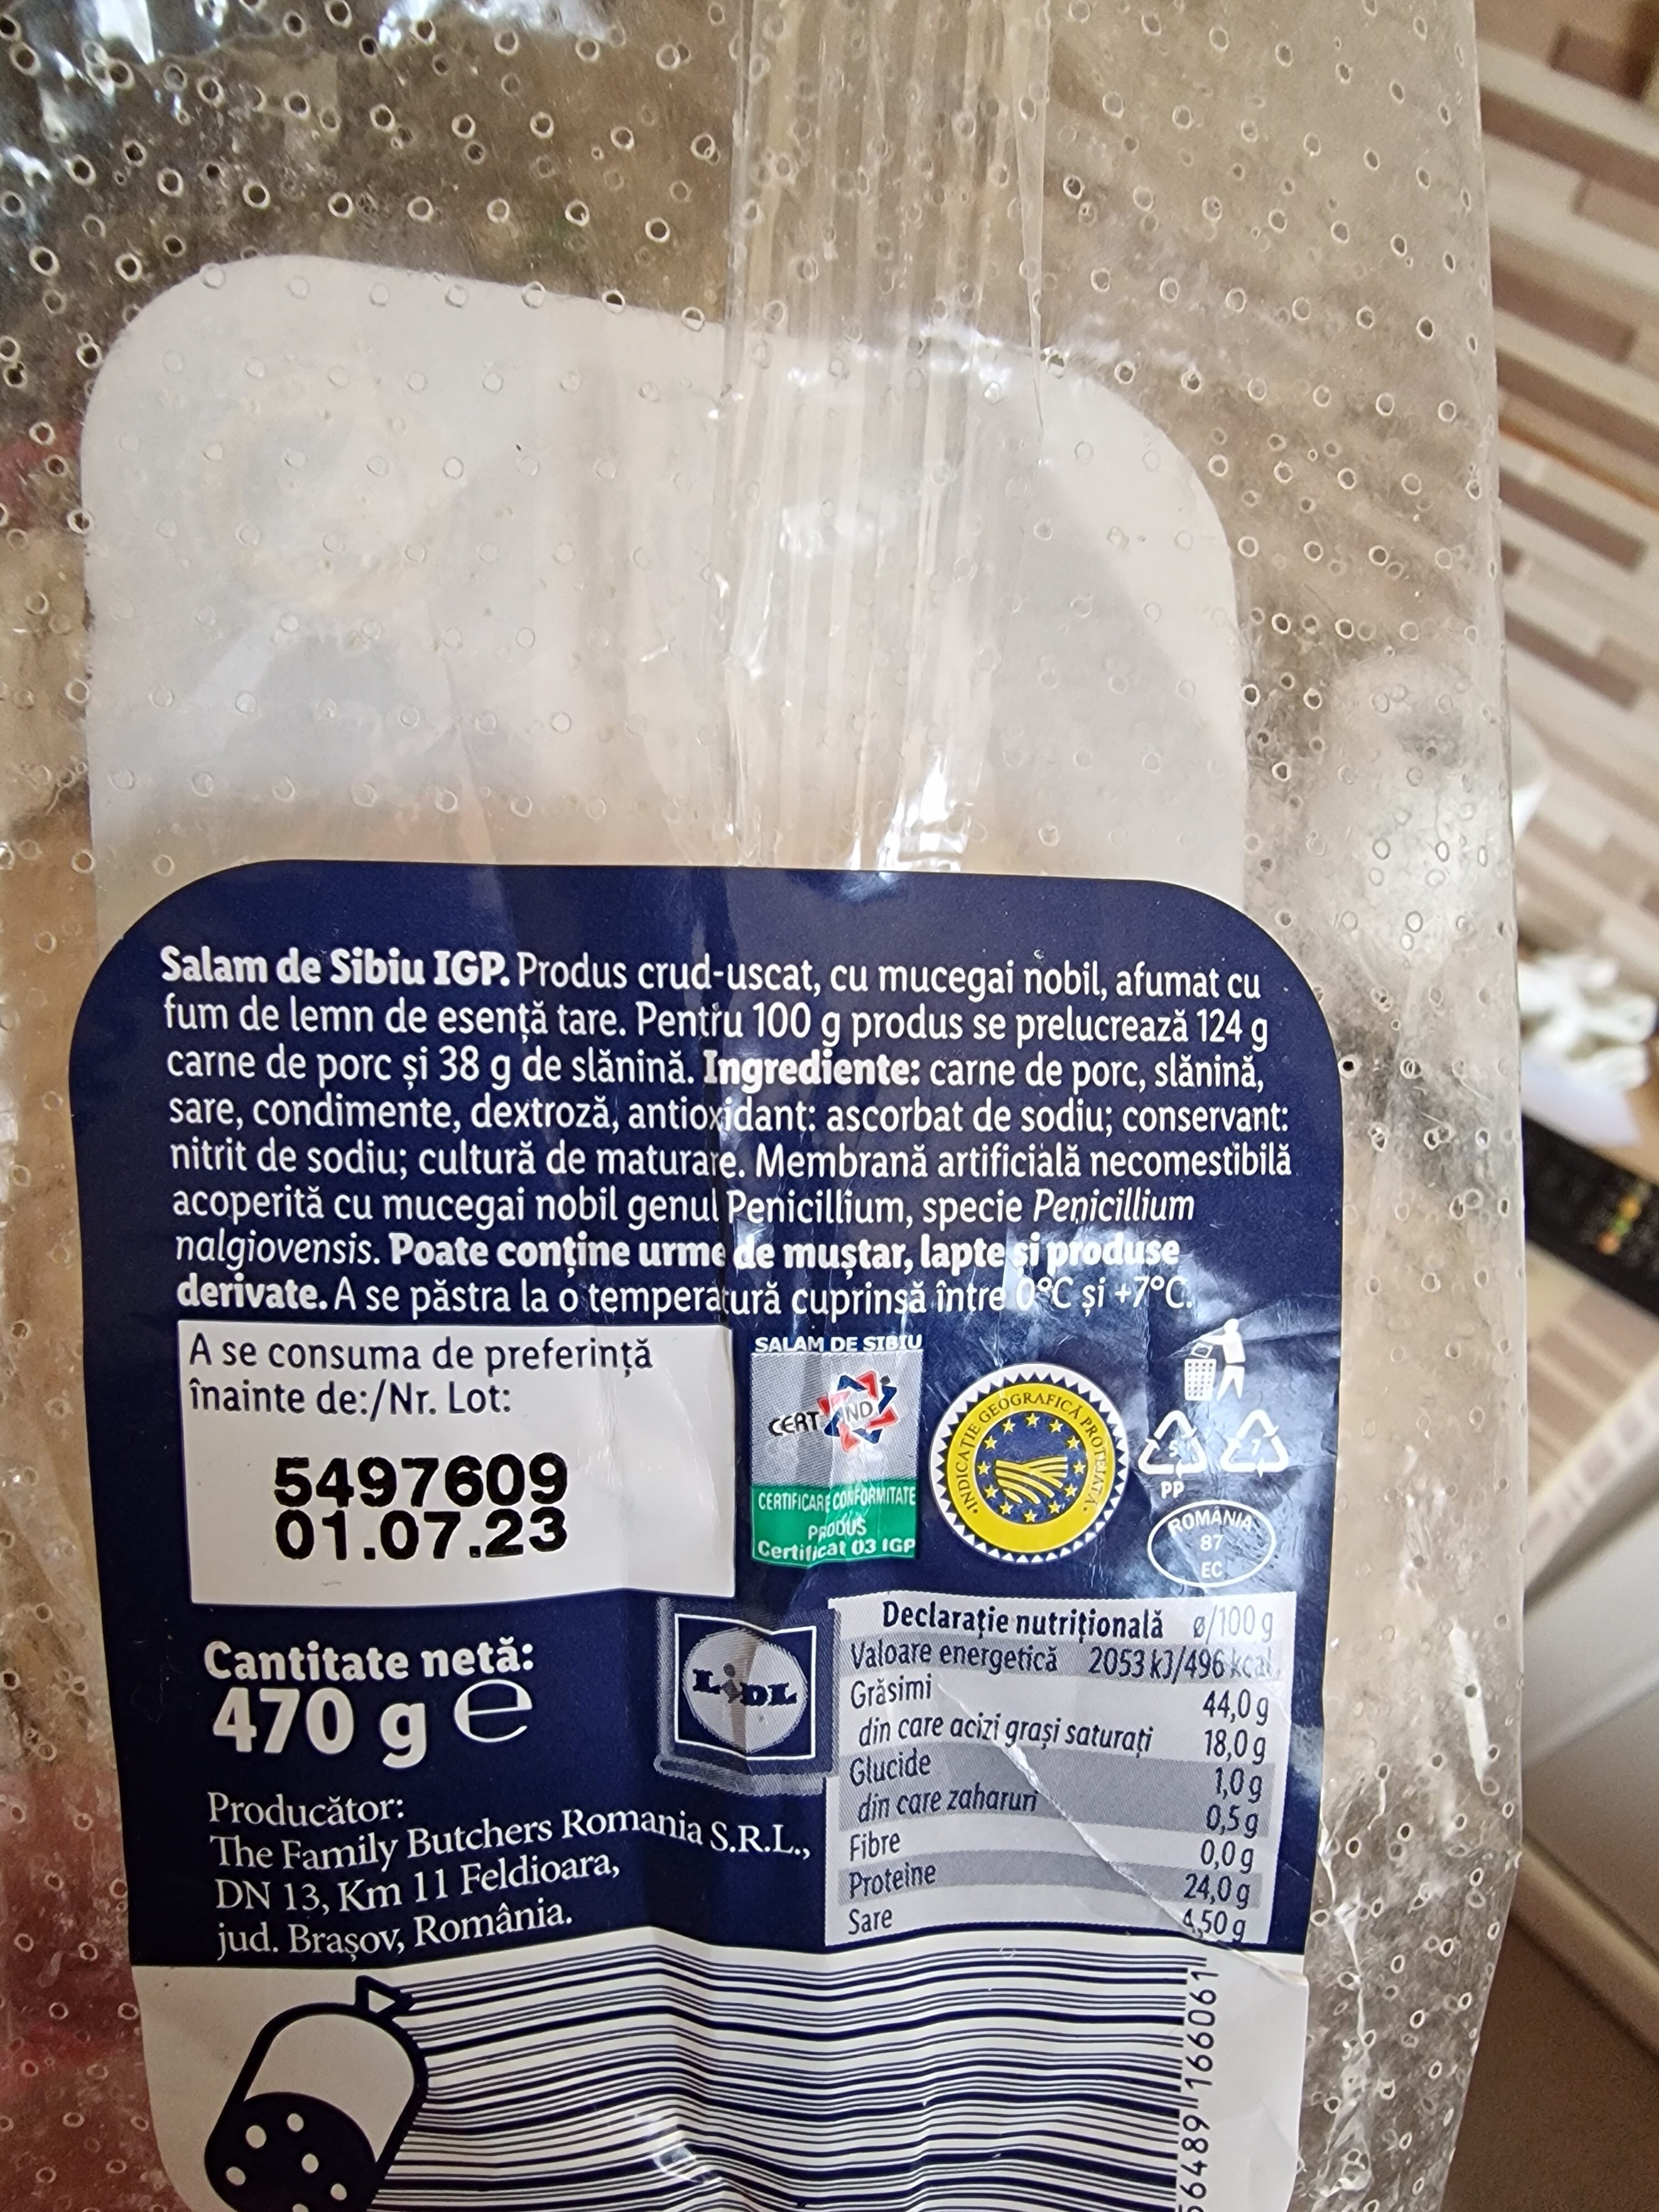 Salam de Sibiu IGP. Produs crud-uscat, cu mucegai nobil, afumat cu
fum de lemn de esență tare. Pentru 100 g produs se prelucrează 124 g
carne de porc și 38 g de slănină. Ingrediente: carne de porc, slănină,
sare, condimente, dextroză, antioxidant: ascorbat de sodiu; conservant:
nitrit de sodiu; cultură de maturare. Membrană artificială necomestibilă
acoperită cu mucegai nobil genul Penicillium, specie Penicillium
nalgiovensis. Poate conține urme de muștar, lapte și produse
derivate. A se păstra la o temperatură cuprinsă între 0°C și +7°C.
A se consuma de preferință
înainte de:/Nr. Lot:
5497609
01.07.23
SALAM DE SIBIU
CERT IND
CERTIFICARE CONFORMITATE
PRODUS
Certificat 03 IGP
INDICAȚIE GEOGRAFICĂ PROTEJATĂ
5
PP
7
ROMÂNIA
87
EC
Cantitate netă:
470 g e
LIDL
Producător:
The Family Butchers Romania S.R.L.,
DN 13, Km 11 Feldioara,
jud. Brașov, România.
Declarație nutrițională ø/100 g
Valoare energetică 2053 kJ/496 kcal
Grăsimi 44,0 g
din care acizi grași saturați 18,0 g
Glucide 1,0 g
din care zaharuri 0,5 g
Fibre 0,0 g
Proteine 24,0 g
Sare 4,50 g
56489 166061